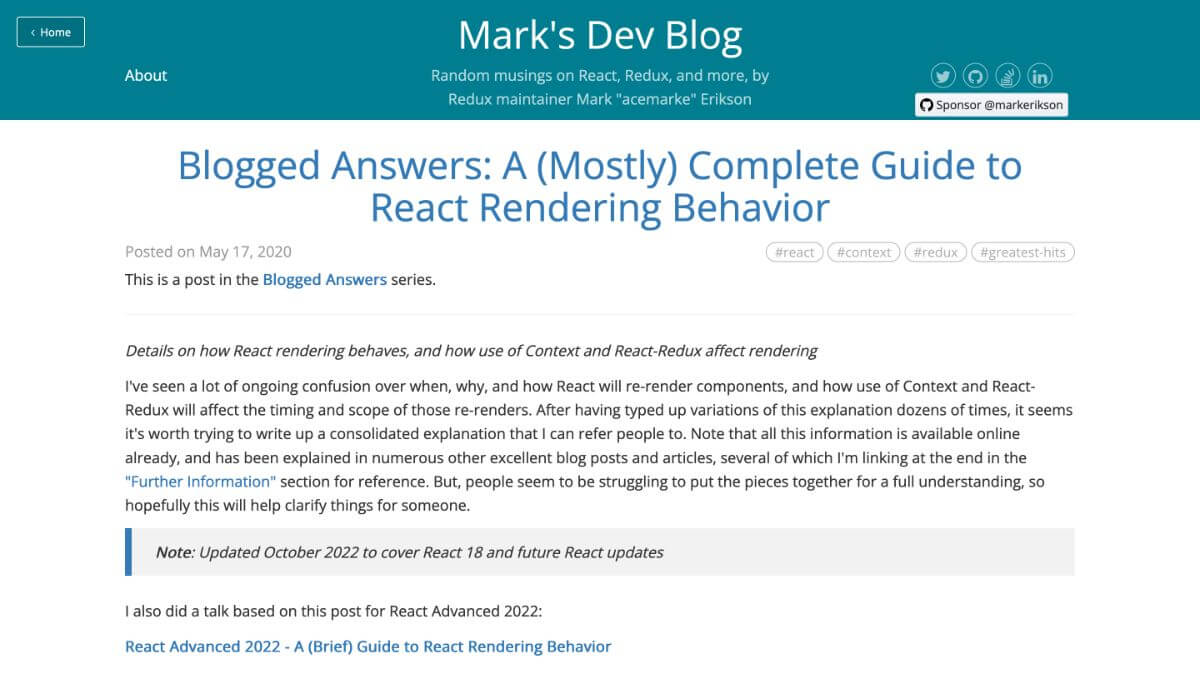 ‹ Home
Mark's Dev Blog
About
Random musings on React, Redux, and more, by
Redux maintainer Mark "acemarke" Erikson
Sponsor @markerikson
Blogged Answers: A (Mostly) Complete Guide to
React Rendering Behavior
Posted on May 17, 2020
#react #context #redux #greatest-hits
This is a post in the Blogged Answers series.
Details on how React rendering behaves, and how use of Context and React-Redux affect rendering
I've seen a lot of ongoing confusion over when, why, and how React will re-render components, and how use of Context and React-
Redux will affect the timing and scope of those re-renders. After having typed up variations of this explanation dozens of times, it seems
it's worth trying to write up a consolidated explanation that I can refer people to. Note that all this information is available online
already, and has been explained in numerous other excellent blog posts and articles, several of which I'm linking at the end in the
"Further Information" section for reference. But, people seem to be struggling to put the pieces together for a full understanding, so
hopefully this will help clarify things for someone.
Note: Updated October 2022 to cover React 18 and future React updates
I also did a talk based on this post for React Advanced 2022:
React Advanced 2022 - A (Brief) Guide to React Rendering Behavior